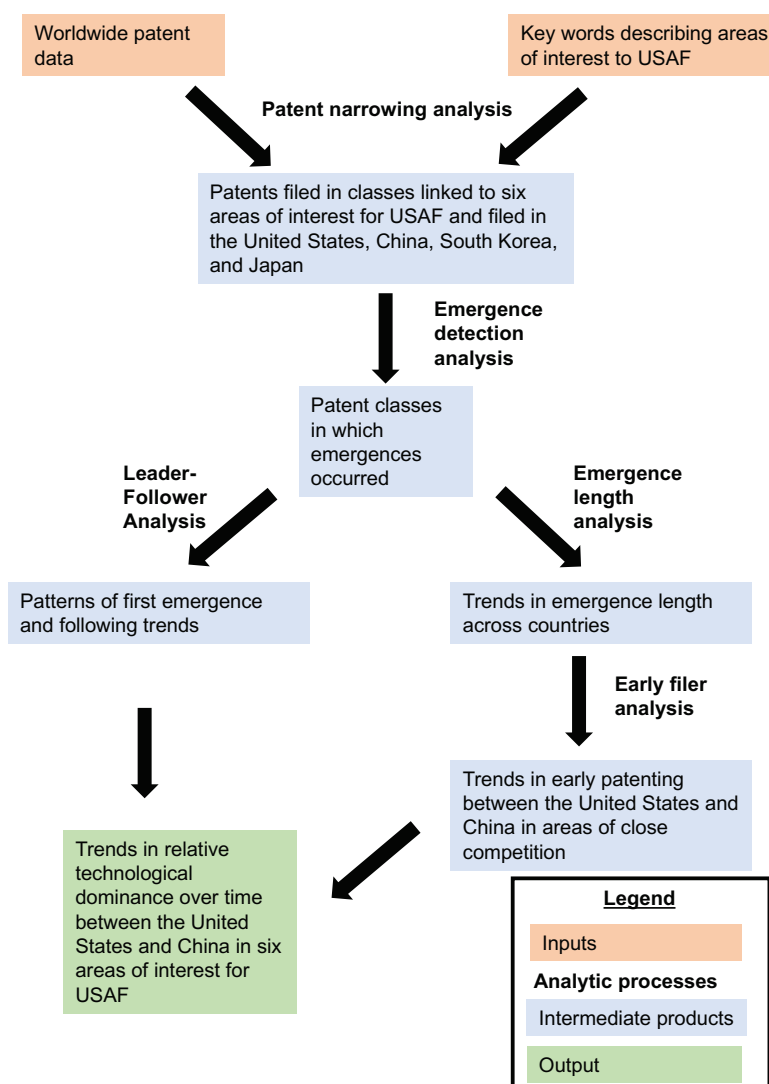 Worldwide patent
data
Key words describing areas
of interest to USAF
Patent narrowing analysis
Patents filed in classes linked to six
areas of interest for USAF and filed in
the United States, China, South Korea,
and Japan
Emergence
detection
analysis
Patent classes
in which
emergences
occurred
Leader-
Follower
Analysis
Emergence
length
analysis
Patterns of first emergence
and following trends
Trends in emergence length
across countries
Early filer
analysis
Trends in early patenting
between the United States and
China in areas of close
competition
Trends in relative
technological
dominance over time
between the United
States and China in six
areas of interest for
USAF
Legend
Inputs
Analytic processes
Intermediate products
Output